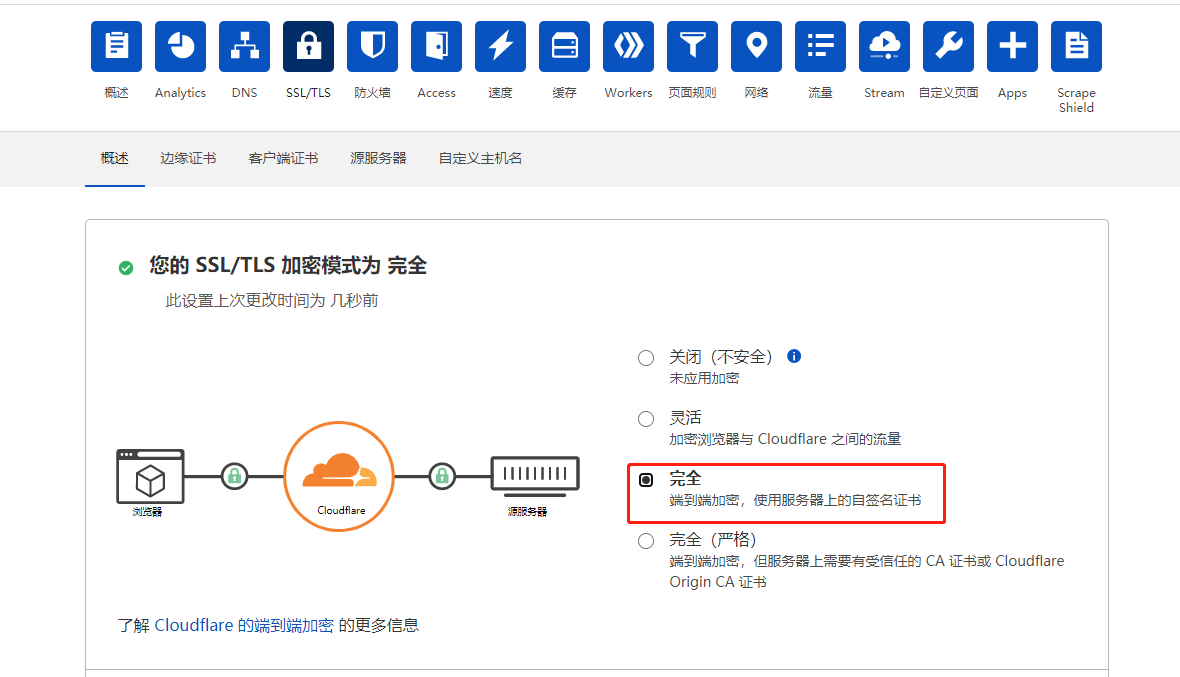 概述
Analytics
DNS
SSL/TLS
防火墙
Access
速度
缓存
Workers
页面规则
网络
流量
Stream
自定义页面
Apps
Scrape
Shield
概述
边缘证书
客户端证书
源服务器
自定义主机名
您的 SSL/TLS 加密模式为 完全
此设置上次更改时间为 几秒前
关闭（不安全）
未应用加密
灵活
加密浏览器与 Cloudflare 之间的流量
完全
端到端加密，使用服务器上的自签名证书
完全（严格）
端到端加密，但服务器上需要有受信任的 CA 证书或 Cloudflare
Origin CA 证书
浏览器
Cloudflare
源服务器
了解 Cloudflare 的端到端加密 的更多信息